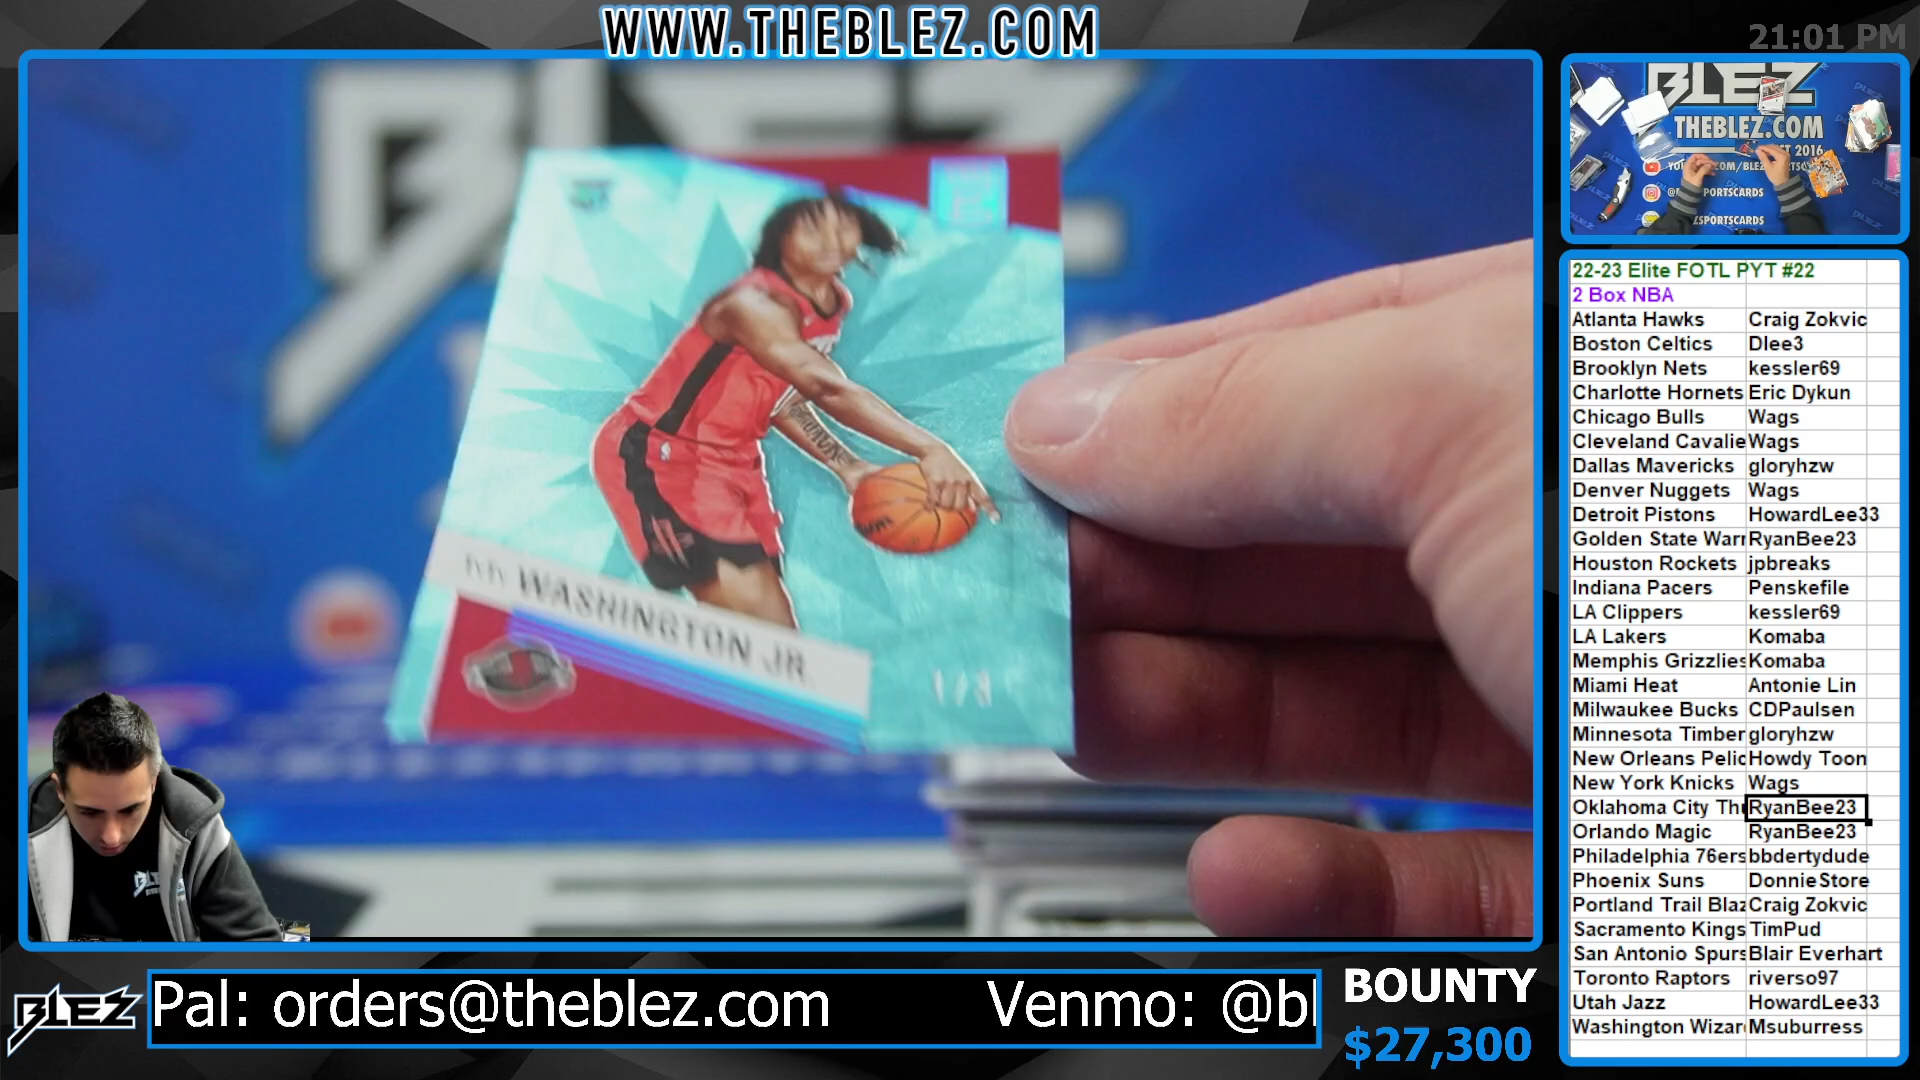 WWW.THEBLEZ.COM
21:01 PM
BLEZ
THEBLEZ.COM
22-23 Elite FOTL PYT #22
2 Box NBA
Atlanta Hawks Craig Zokvic
Boston Celtics Dlee3
Brooklyn Nets kessler69
Charlotte Hornets Eric Dykun
Chicago Bulls Wags
Cleveland Cavalie Wags
Dallas Mavericks gloryhzw
Denver Nuggets Wags
Detroit Pistons HowardLee33
Golden State Warr RyanBee23
Houston Rockets jpbreaks
Indiana Pacers Penskefile
LA Clippers kessler69
LA Lakers Komaba
Memphis Grizzlies Komaba
Miami Heat Antonie Lin
Milwaukee Bucks CDPaulsen
Minnesota Timber gloryhzw
New Orleans Pelic Howdy Toon
New York Knicks Wags
Oklahoma City Thu RyanBee23
Orlando Magic RyanBee23
Philadelphia 76ers bbdertydude
Phoenix Suns DonnieStore
Portland Trail Blaz Craig Zokvic
Sacramento Kings TimPud
San Antonio Spurs Blair Everhart
Toronto Raptors riverso97
Utah Jazz HowardLee33
Washington Wizar Msuburress
WASHINGTON JR.
BLEZ
Pal: orders@theblez.com Venmo: @bl
BOUNTY
$27,300